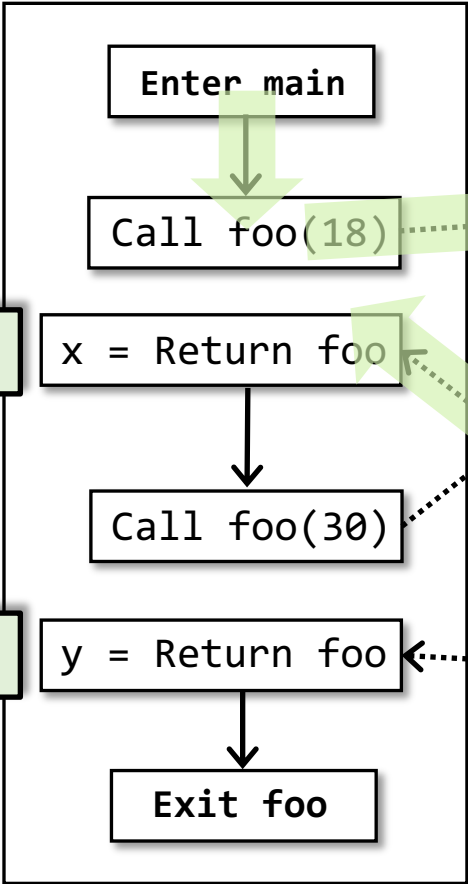 Enter main
Call foo(18)
x = Return foo
Call foo(30)
y = Return foo
Exit foo